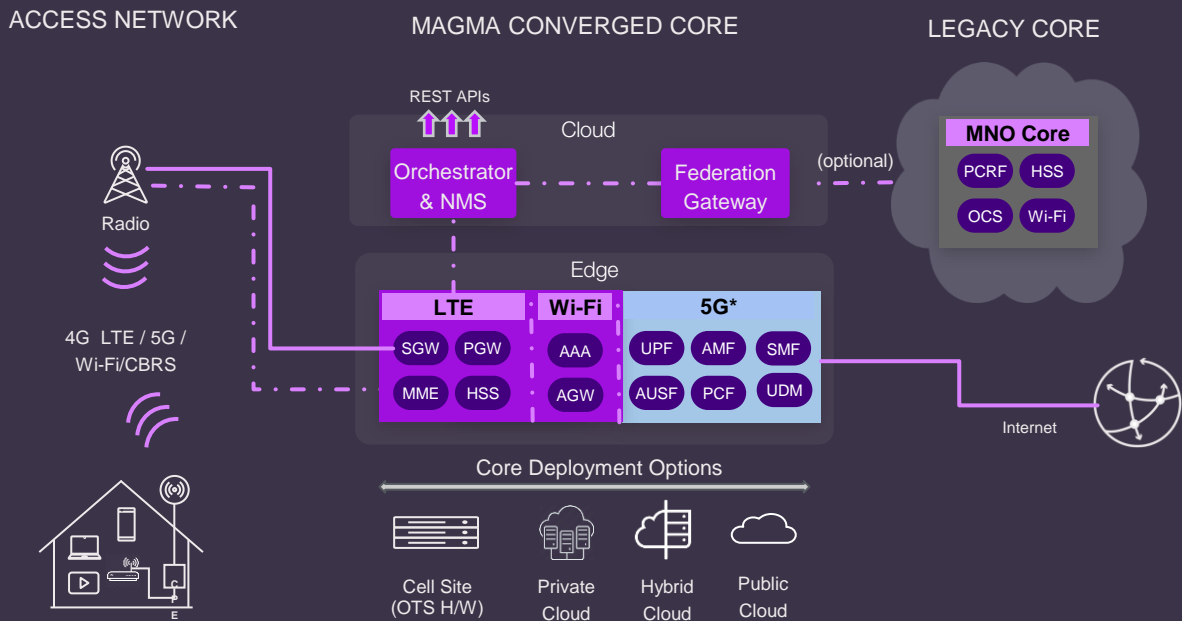 ACCESS NETWORK
MAGMA CONVERGED CORE
LEGACY CORE
REST APIs
Cloud
Orchestrator
& NMS
Federation
Gateway
(optional)
MNO Core
PCRF HSS
OCS Wi-Fi
Radio
4G LTE / 5G /
Wi-Fi/CBRS
Edge
LTE Wi-Fi 5G*
SGW PGW AAA UPF AMF SMF
MME HSS AGW AUSF PCF UDM
Internet
Core Deployment Options
Cell Site
(OTS H/W)
Private
Cloud
Hybrid
Cloud
Public
Cloud
C
P
E